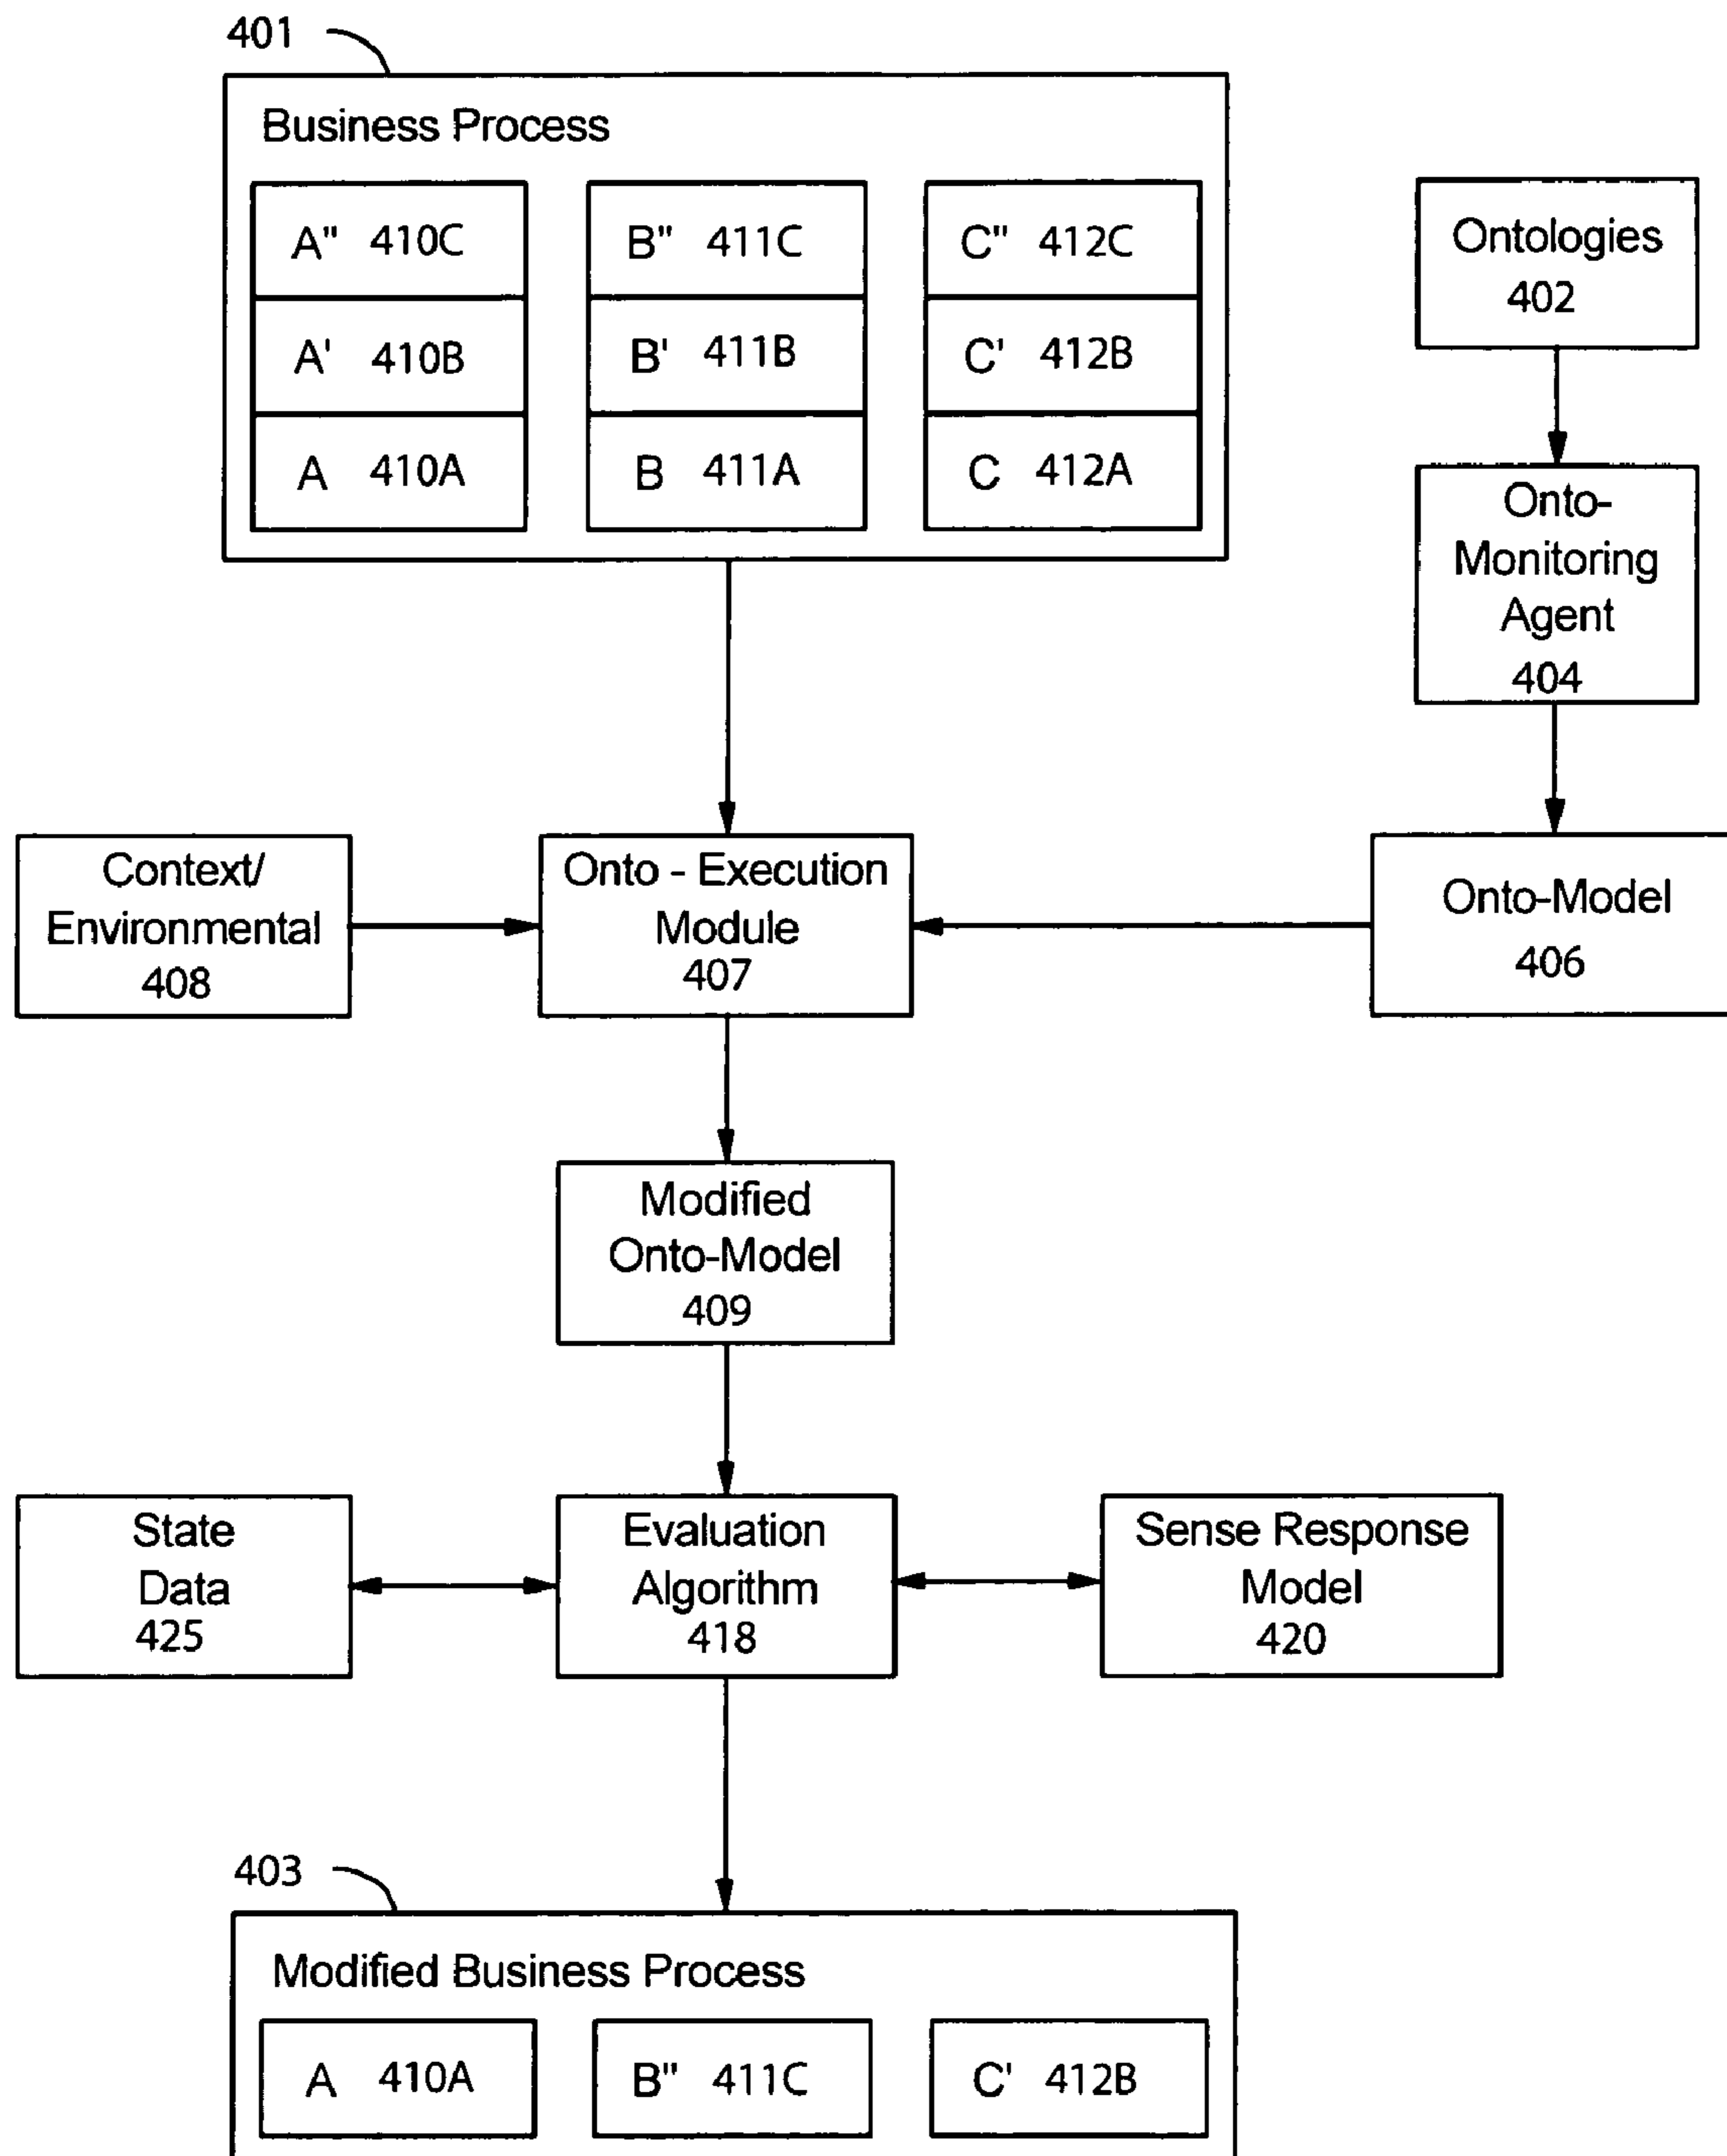 401
Business Process
A" 410C
B" 411C
C" 412C
A' 410B
B' 411B
C' 412B
A 410A
B 411A
C 412A
Ontologies
402
Onto-
Monitoring
Agent
404
Context/
Environmental
408
Onto - Execution
Module
407
Onto-Model
406
Modified
Onto-Model
409
State
Data
425
Evaluation
Algorithm
418
Sense Response
Model
420
403
Modified Business Process
A 410A
B" 411C
C' 412B